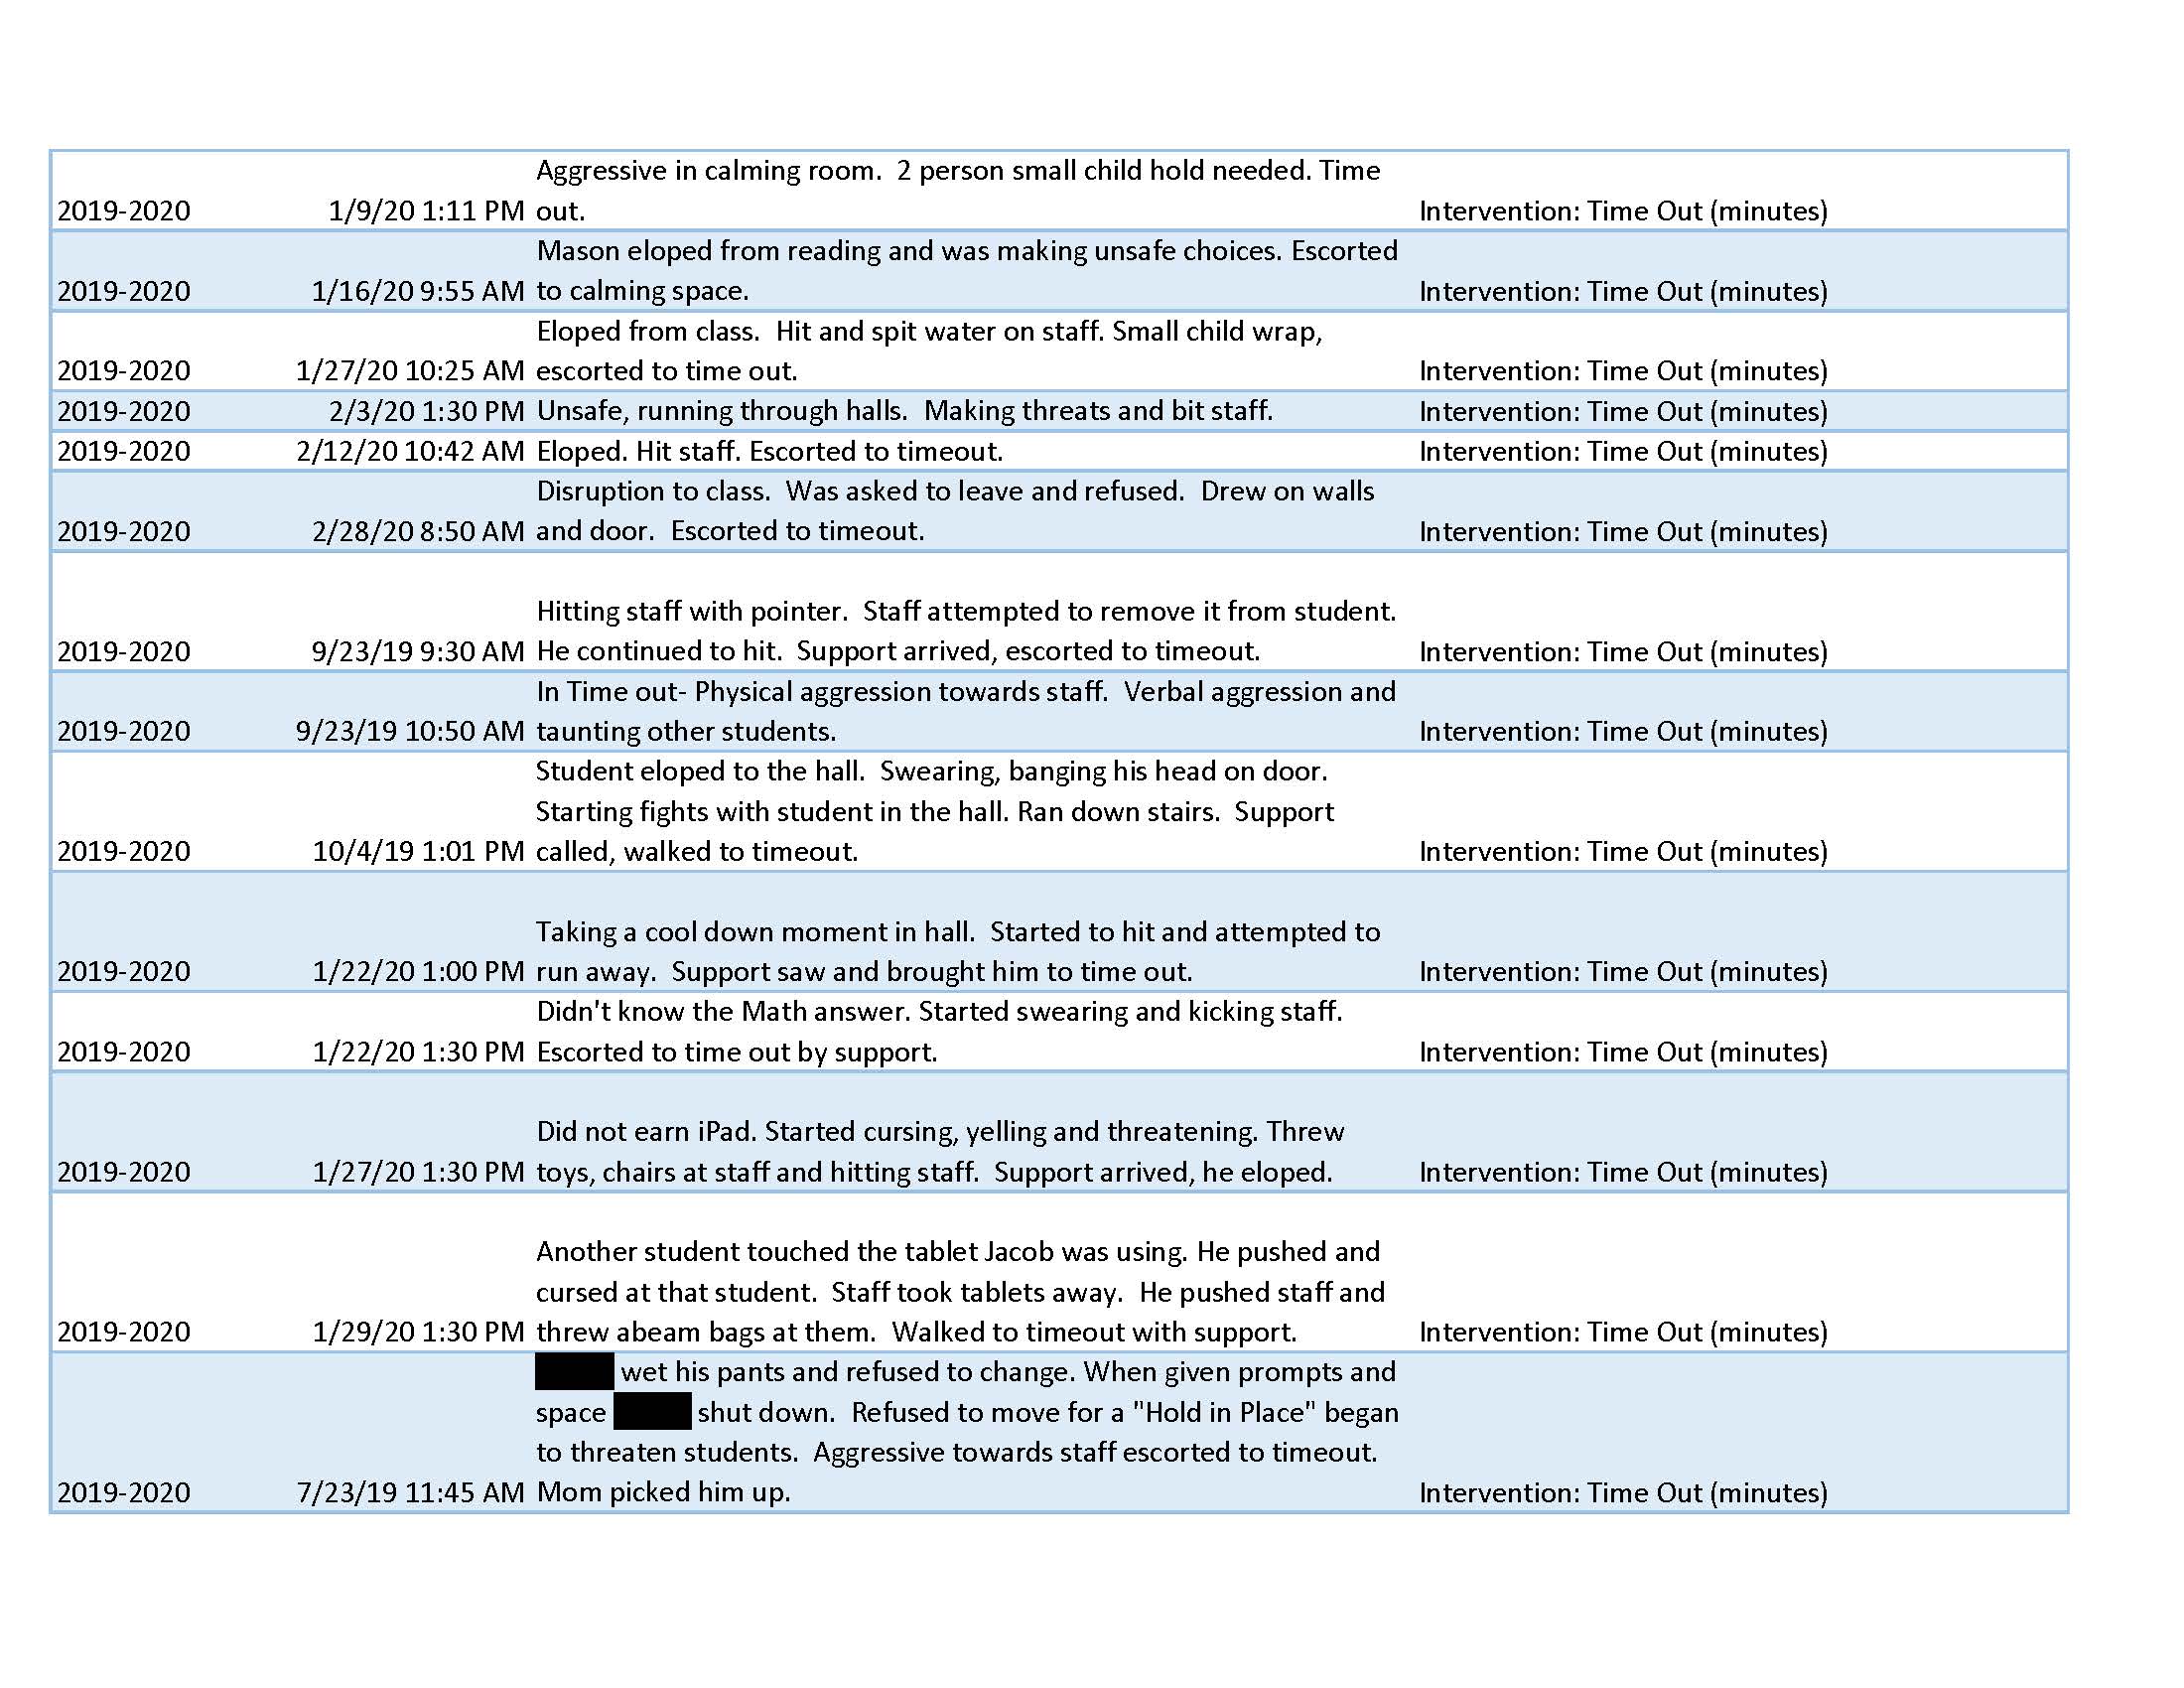 Aggressive in calming room.  2 person small child hold needed. Time
2019-2020 1/9/20 1:11 PM out. Intervention: Time Out (minutes)
Mason eloped from reading and was making unsafe choices. Escorted
2019-2020 1/16/20 9:55 AM to calming space. Intervention: Time Out (minutes)
Eloped from class.  Hit and spit water on staff. Small child wrap,
2019-2020 1/27/20 10:25 AM escorted to time out. Intervention: Time Out (minutes)
2019-2020 2/3/20 1:30 PM Unsafe, running through halls.  Making threats and bit staff. Intervention: Time Out (minutes)
2019-2020 2/12/20 10:42 AM Eloped. Hit staff. Escorted to timeout. Intervention: Time Out (minutes)
Disruption to class.  Was asked to leave and refused.  Drew on walls
2019-2020 2/28/20 8:50 AM and door.  Escorted to timeout. Intervention: Time Out (minutes)
Hitting staff with pointer.  Staff attempted to remove it from student.
2019-2020 9/23/19 9:30 AM He continued to hit.  Support arrived, escorted to timeout. Intervention: Time Out (minutes)
In Time out- Physical aggression towards staff.  Verbal aggression and
2019-2020 9/23/19 10:50 AM taunting other students. Intervention: Time Out (minutes)
Student eloped to the hall.  Swearing, banging his head on door.
Starting fights with student in the hall. Ran down stairs.  Support
2019-2020 10/4/19 1:01 PM called, walked to timeout. Intervention: Time Out (minutes)
Taking a cool down moment in hall.  Started to hit and attempted to
2019-2020 1/22/20 1:00 PM run away.  Support saw and brought him to time out. Intervention: Time Out (minutes)
Didn't know the Math answer. Started swearing and kicking staff.
2019-2020 1/22/20 1:30 PM Escorted to time out by support. Intervention: Time Out (minutes)
Did not earn iPad. Started cursing, yelling and threatening. Threw
2019-2020 1/27/20 1:30 PM toys, chairs at staff and hitting staff.  Support arrived, he eloped. Intervention: Time Out (minutes)
Another student touched the tablet Jacob was using. He pushed and
cursed at that student.  Staff took tablets away.  He pushed staff and
2019-2020 1/29/20 1:30 PM threw abeam bags at them.  Walked to timeout with support. Intervention: Time Out (minutes)
wet his pants and refused to change. When given prompts and
space shut down.  Refused to move for a "Hold in Place" began
to threaten students.  Aggressive towards staff escorted to timeout.
2019-2020 7/23/19 11:45 AM Mom picked him up. Intervention: Time Out (minutes)